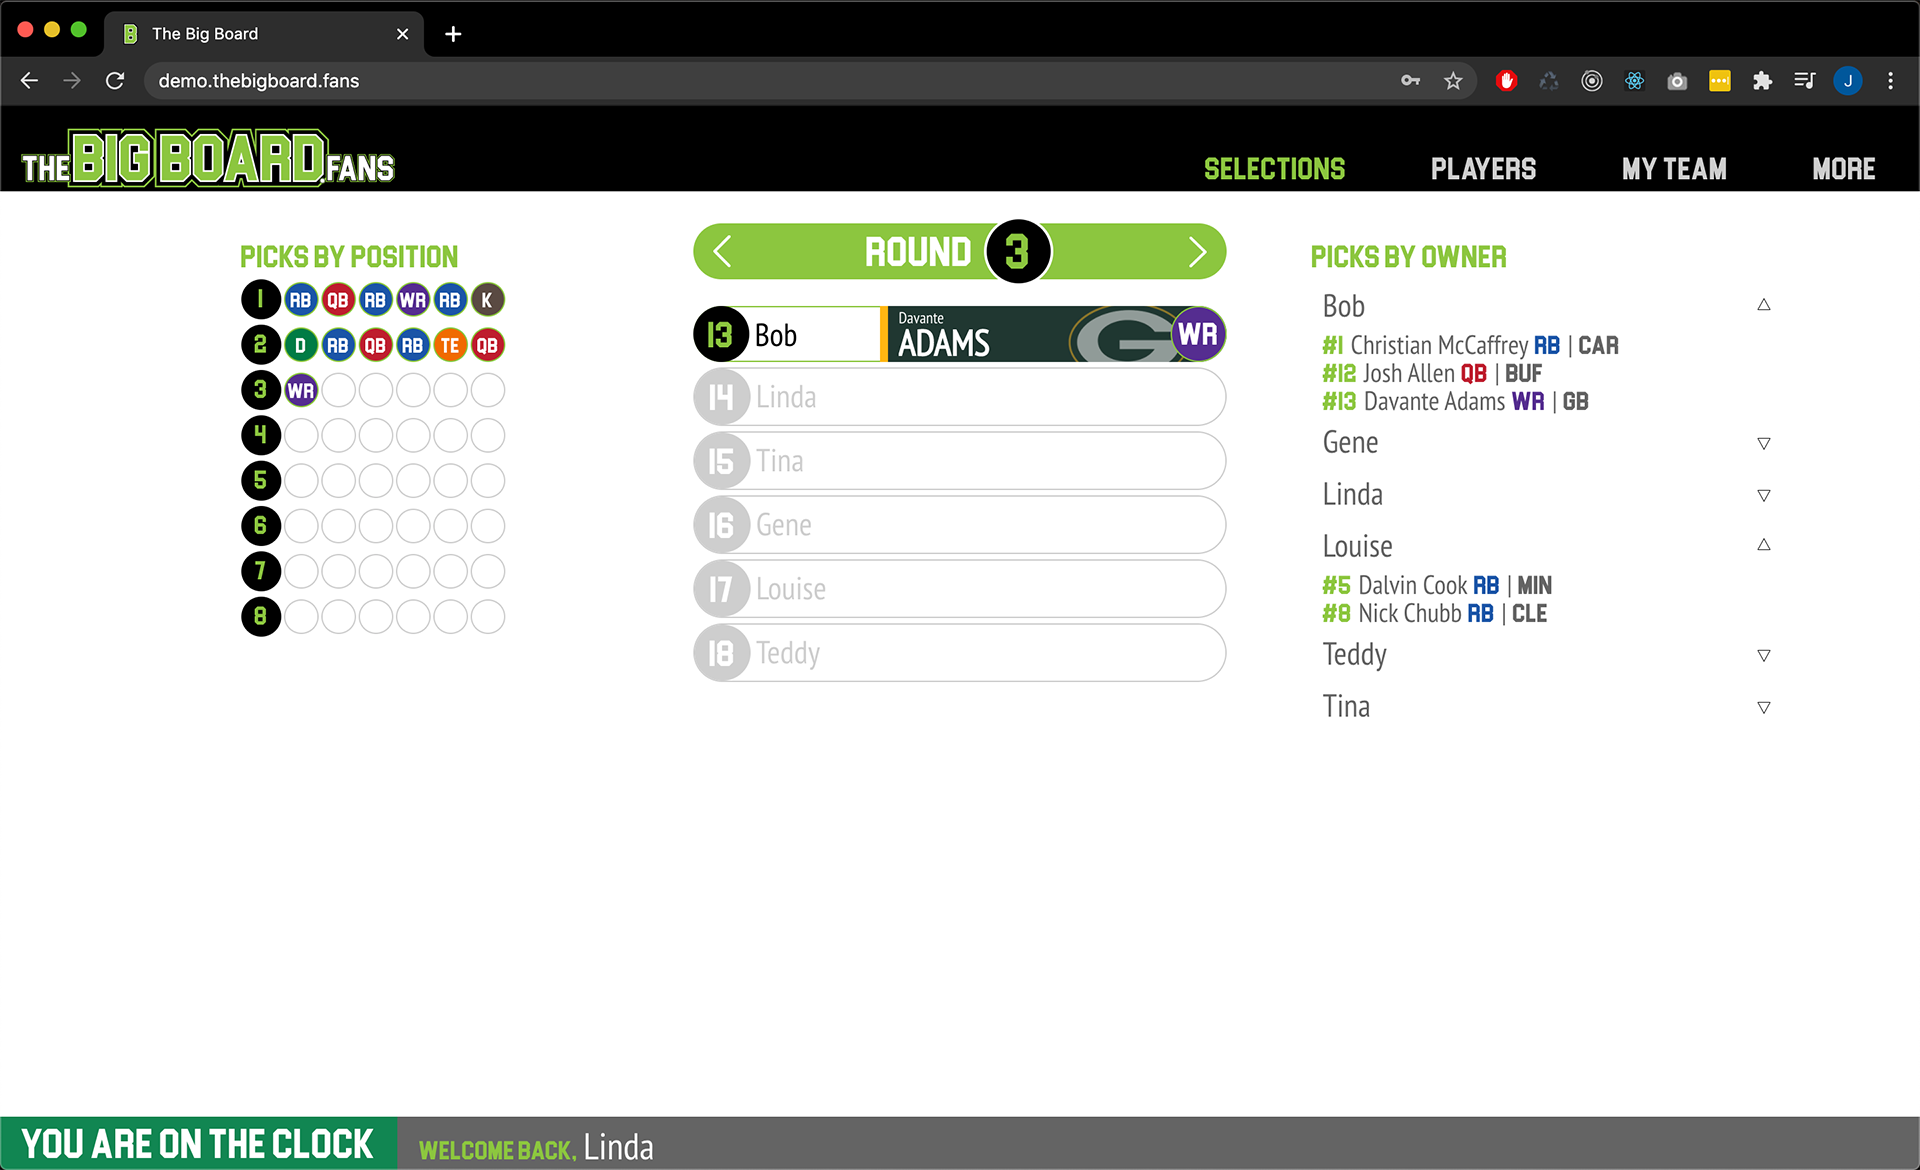 The Big Board
demo.thebigboard.fans
J
THE BIG BOARD.FANS
SELECTIONS
PLAYERS
MY TEAM
MORE
PICKS BY POSITION
1 RB QB RB WR RB K
2 D RB QB RB TE QB
3 WR
4
5
6
7
8
ROUND 3
13 Bob Davante ADAMS G WR
14 Linda
15 Tina
16 Gene
17 Louise
18 Teddy
PICKS BY OWNER
Bob
#1 Christian McCaffrey RB | CAR
#12 Josh Allen QB | BUF
#13 Davante Adams WR | GB
Gene
Linda
Louise
#5 Dalvin Cook RB | MIN
#8 Nick Chubb RB | CLE
Teddy
Tina
YOU ARE ON THE CLOCK
WELCOME BACK, Linda